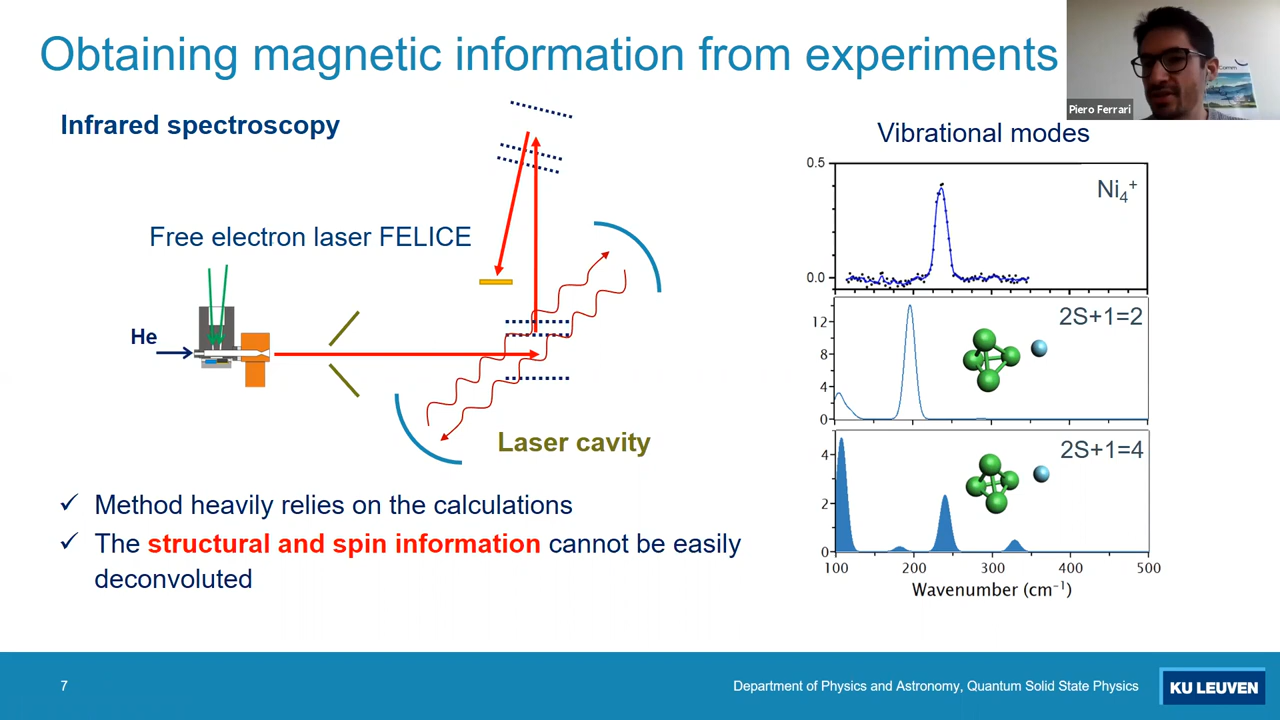 Obtaining magnetic information from experiments
Piero Ferrari
Infrared spectroscopy
Free electron laser FELICE
He
Laser cavity
✓ Method heavily relies on the calculations
✓ The structural and spin information cannot be easily
deconvoluted
Vibrational modes
0.5
0.0
Ni4+
12
8
4
0
2S+1=2
4
2
0
2S+1=4
100 200 300 400 500
Wavenumber (cm⁻¹)
7
Department of Physics and Astronomy, Quantum Solid State Physics
KU LEUVEN